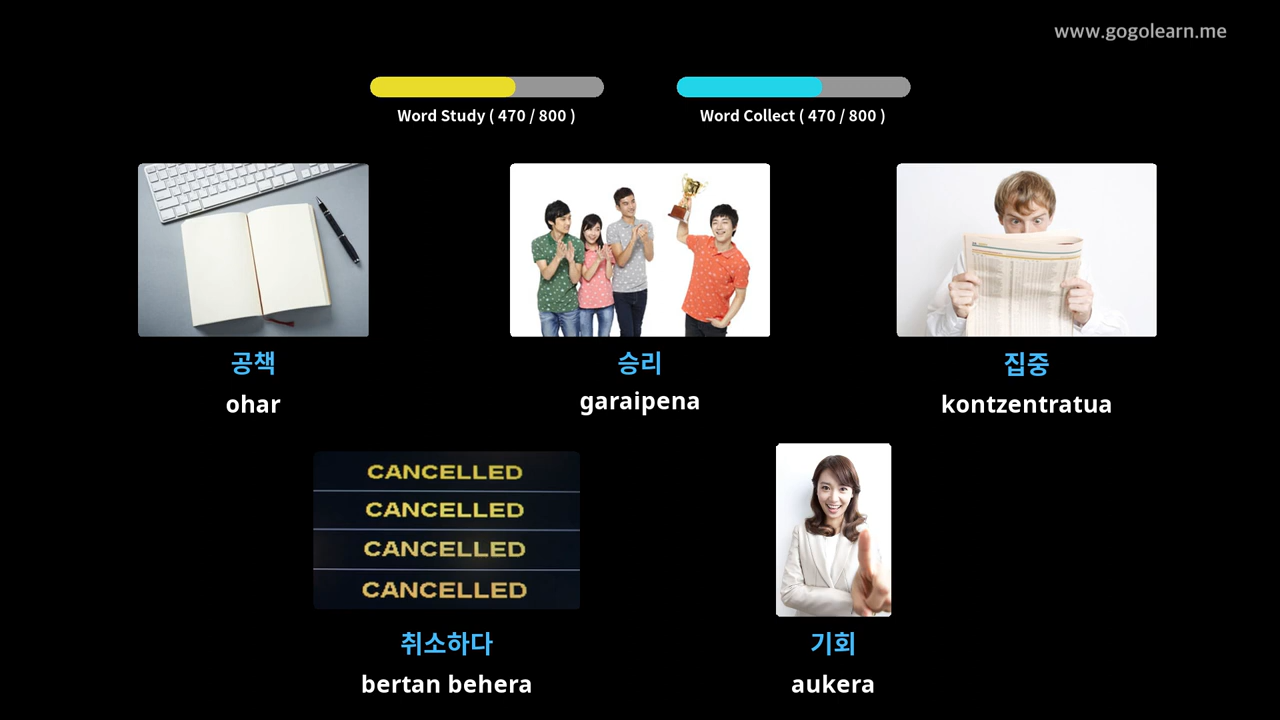 www.gogolearn.me
Word Study ( 470 / 800 )
Word Collect ( 470 / 800 )
공책
ohar
승리
garaipena
집중
kontzentratua
CANCELLED
CANCELLED
CANCELLED
CANCELLED
취소하다
bertan behera
기회
aukera